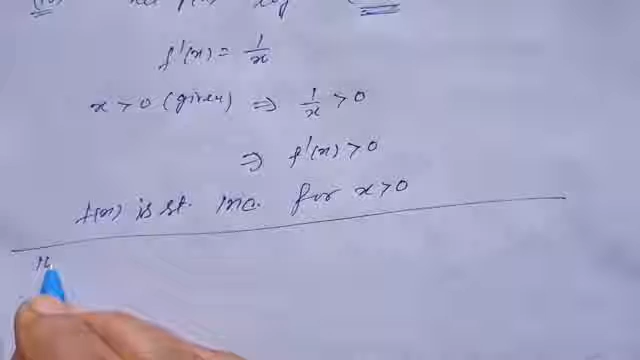 f'(x) = 1/x
x > 0 (given) ⇒ 1/x > 0
⇒ f'(x) > 0
f(x) is st. inc. for x > 0